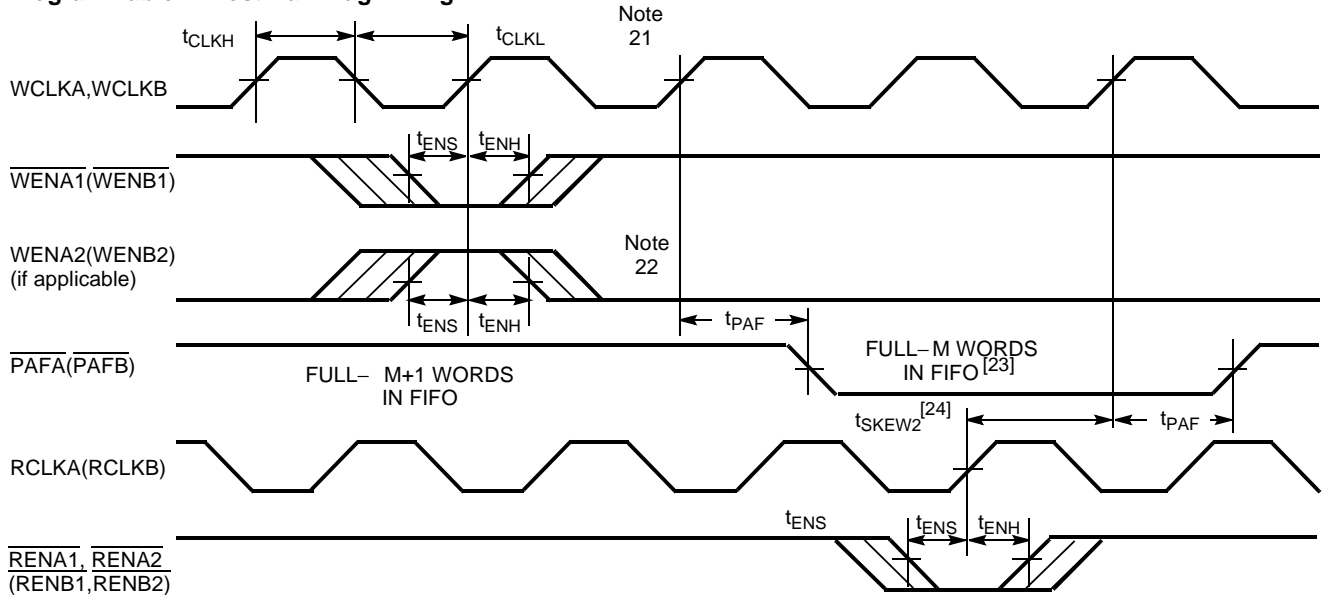 Note
21
tCLKH
tCLKL
WCLKA,WCLKB
tENS
tENH
WENA1(WENB1)
WENA2(WENB2)
(if applicable)
Note
22
tENS
tENH
tPAF
PAFA(PAFB)
FULL– M+1 WORDS
IN FIFO
FULL– M WORDS
IN FIFO [23]
tSKEW2 [24]
tPAF
RCLKA(RCLKB)
tENS
tENS
tENH
RENA1, RENA2
(RENB1,RENB2)